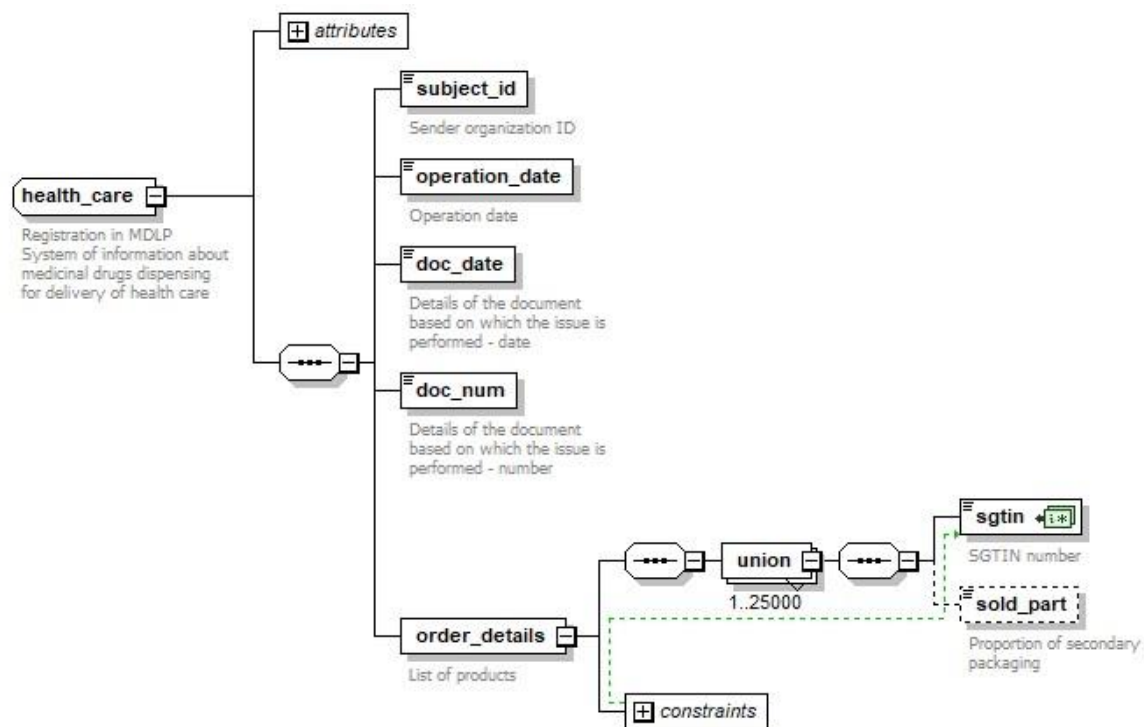 attributes
subject_id
Sender organization ID
operation_date
Operation date
health_care
Registration in MDLP
System of information about
medicinal drugs dispensing
for delivery of health care
doc_date
Details of the document
based on which the issue is
performed - date
doc_num
Details of the document
based on which the issue is
performed - number
order_details
List of products
union
1..25000
sgtin
SGTIN number
sold_part
Proportion of secondary
packaging
constraints